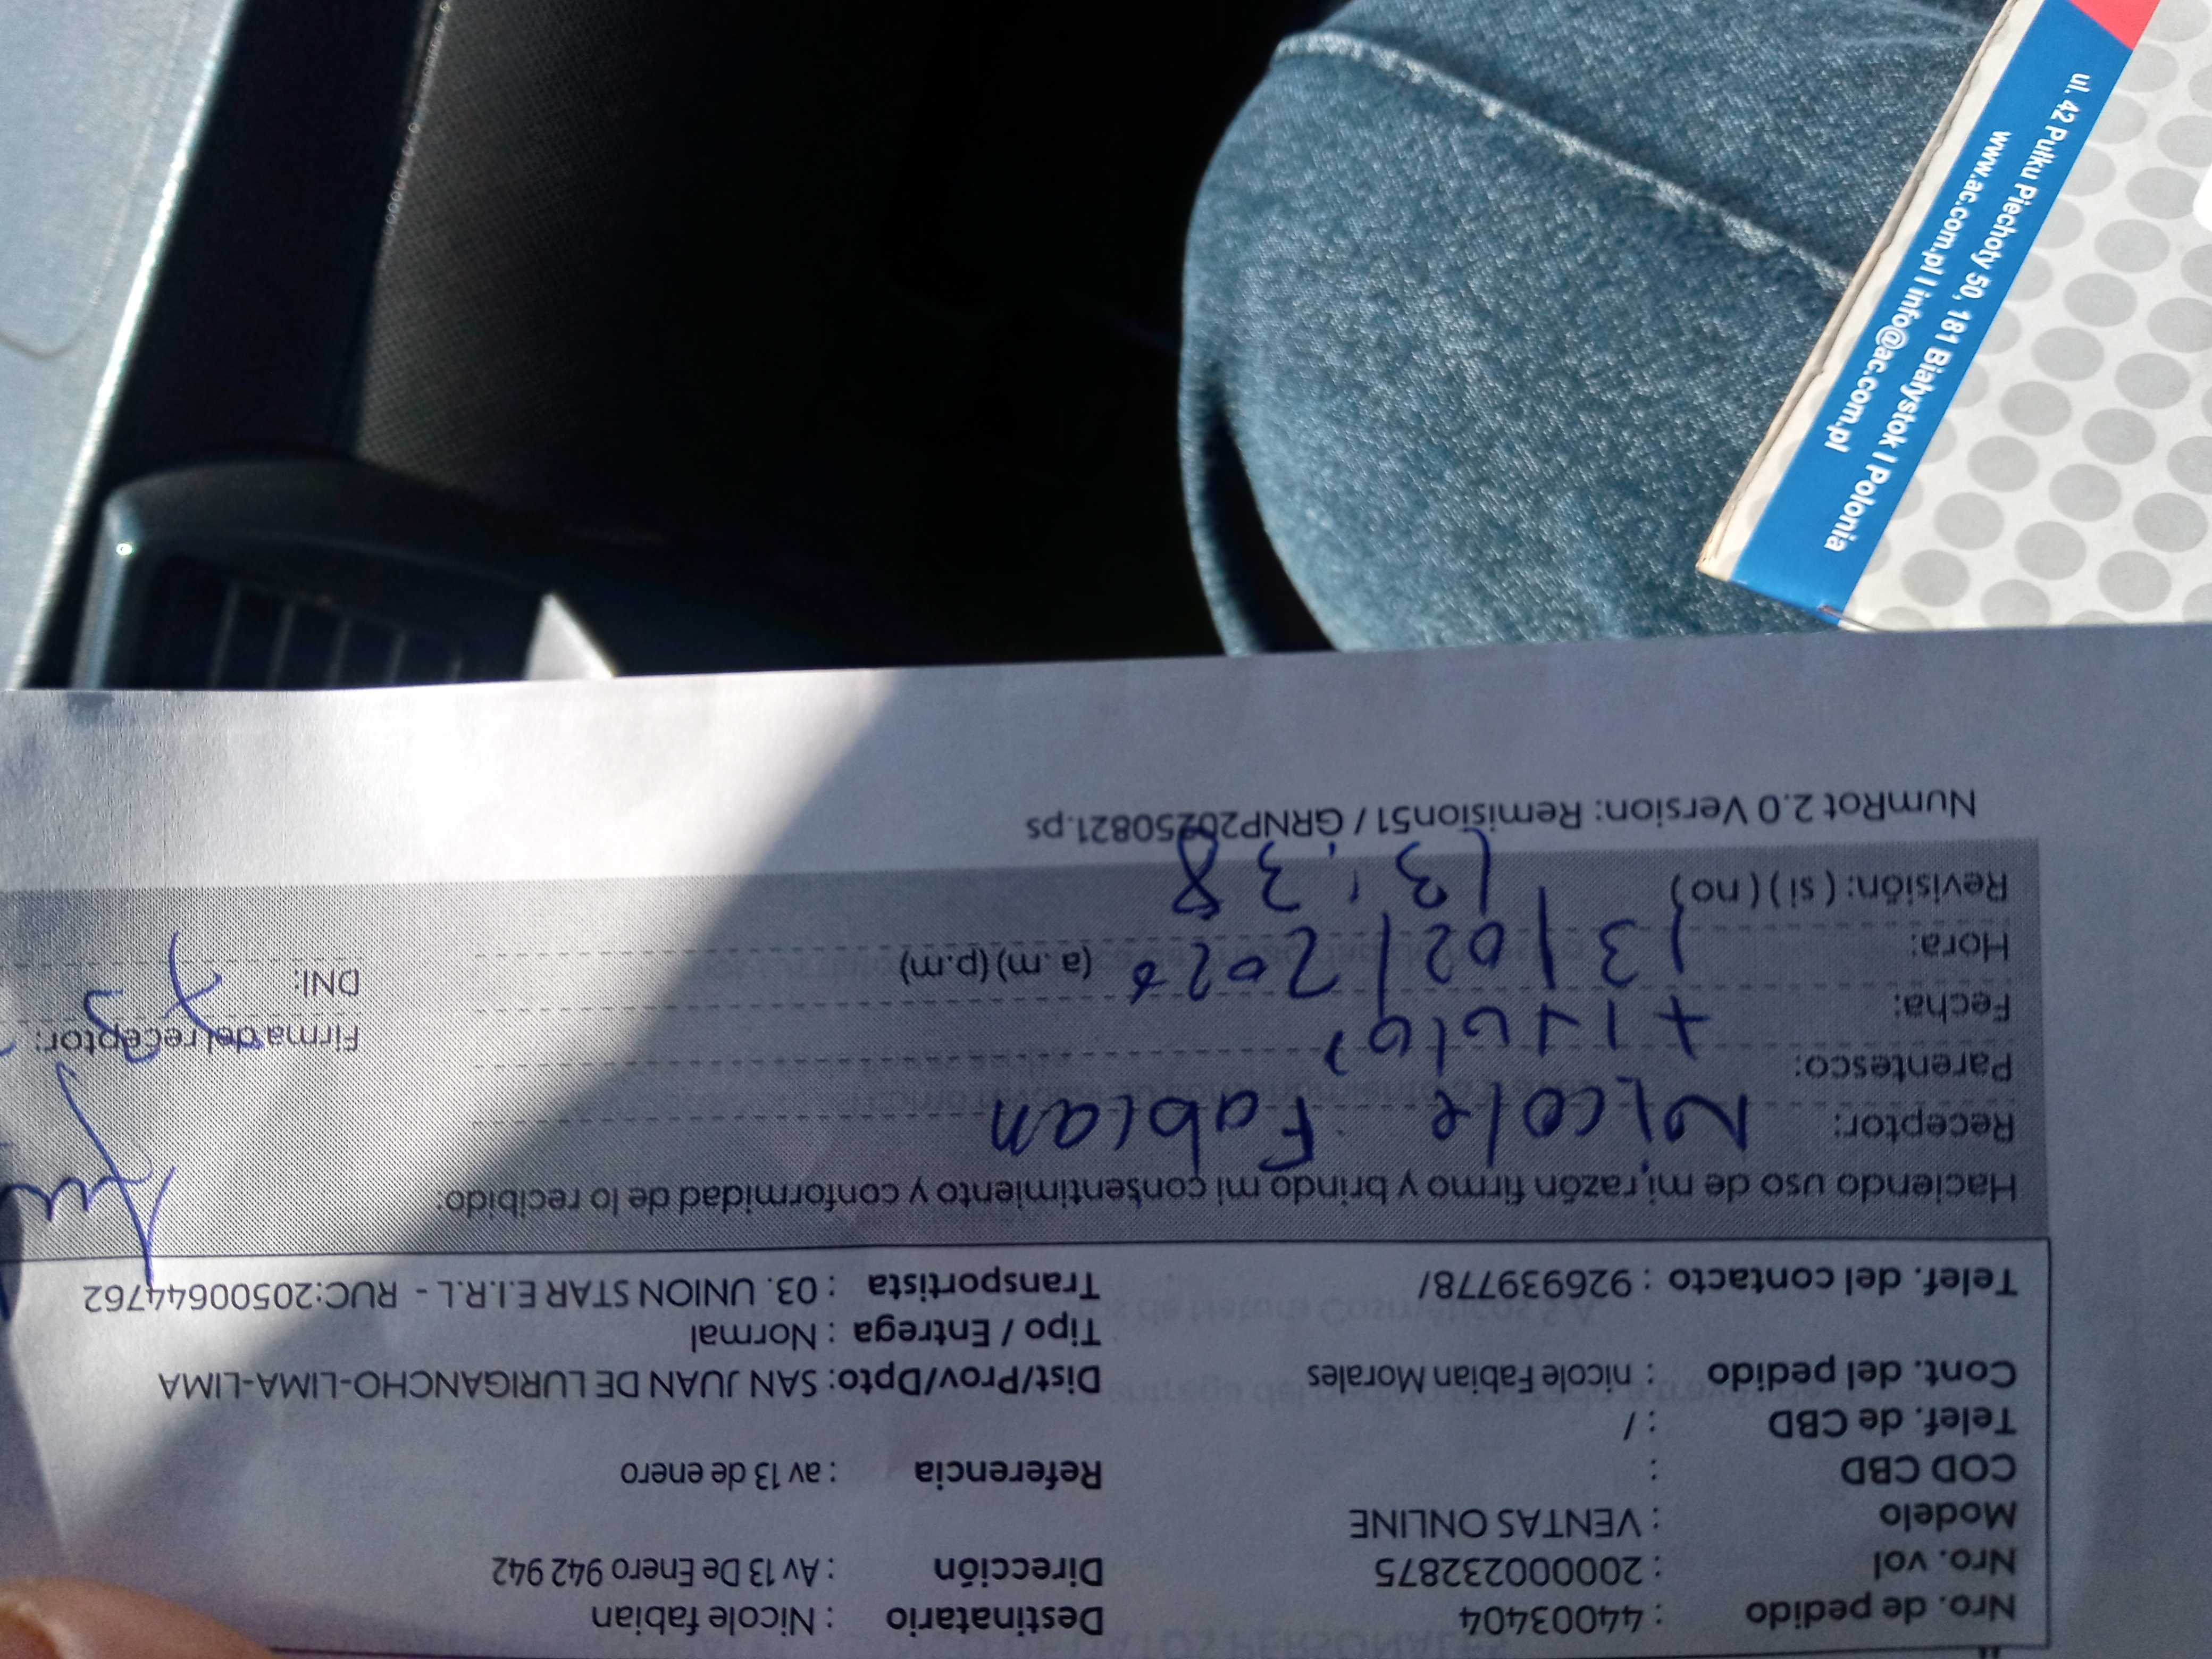 Nro. de pedido : 44003404
Nro. vol : 200000232875
Modelo : VENTAS ONLINE
COD CBD :
Telef. de CBD : /
Cont. del pedido : nicole Fabian Morales
Telef. del contacto : 926939778/
Destinatario : Nicole fabian
Dirección : Av 13 De Enero 942 942
Referencia : av 13 de enero
Dist/Prov/Dpto: SAN JUAN DE LURIGANCHO-LIMA-LIMA
Tipo / Entrega : Normal
Transportista : 03. UNION STAR E.I.R.L - RUC:20500644762
Haciendo uso de mi razón firmo y brindo mi consentimiento y conformidad de lo recibido:
Receptor: Nicole Fabian
Parentesco: titular
Fecha: 13/02/2026
Hora: 13:38 (a.m) (p.m)
Revisión: ( si ) ( no )
Firma del receptor:
DNI:
NumRot 2.0 Version: Remision51 / GRNP20250821.ps
ul. 42 Pulku Piechoty 50, 181 Bialystok I Polonia
www.ac.com.pl I info@ac.com.pl